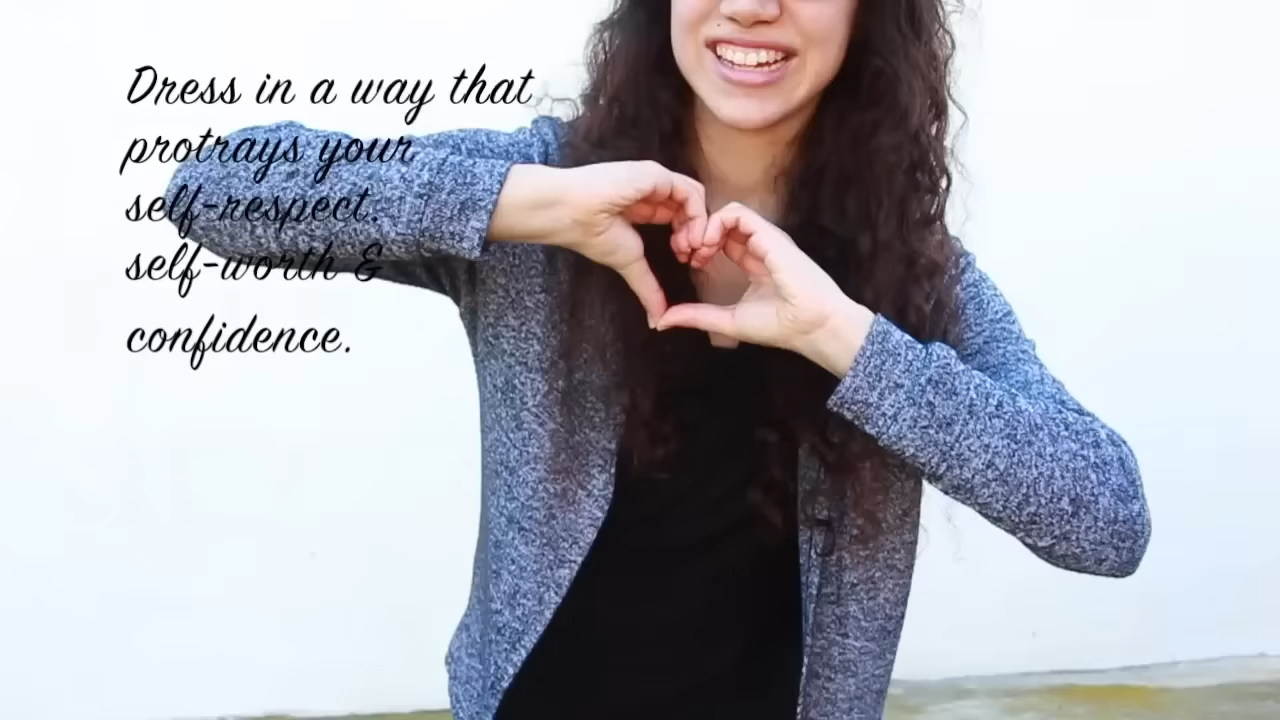 Dress in a way that
protrays your
self-respect.
self-worth &
confidence.